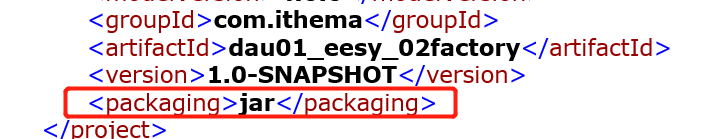 <groupId>com.ithema</groupId>
<artifactId>dau01_eesy_02factory</artifactId>
<version>1.0-SNAPSHOT</version>
<packaging>jar</packaging>
</project>